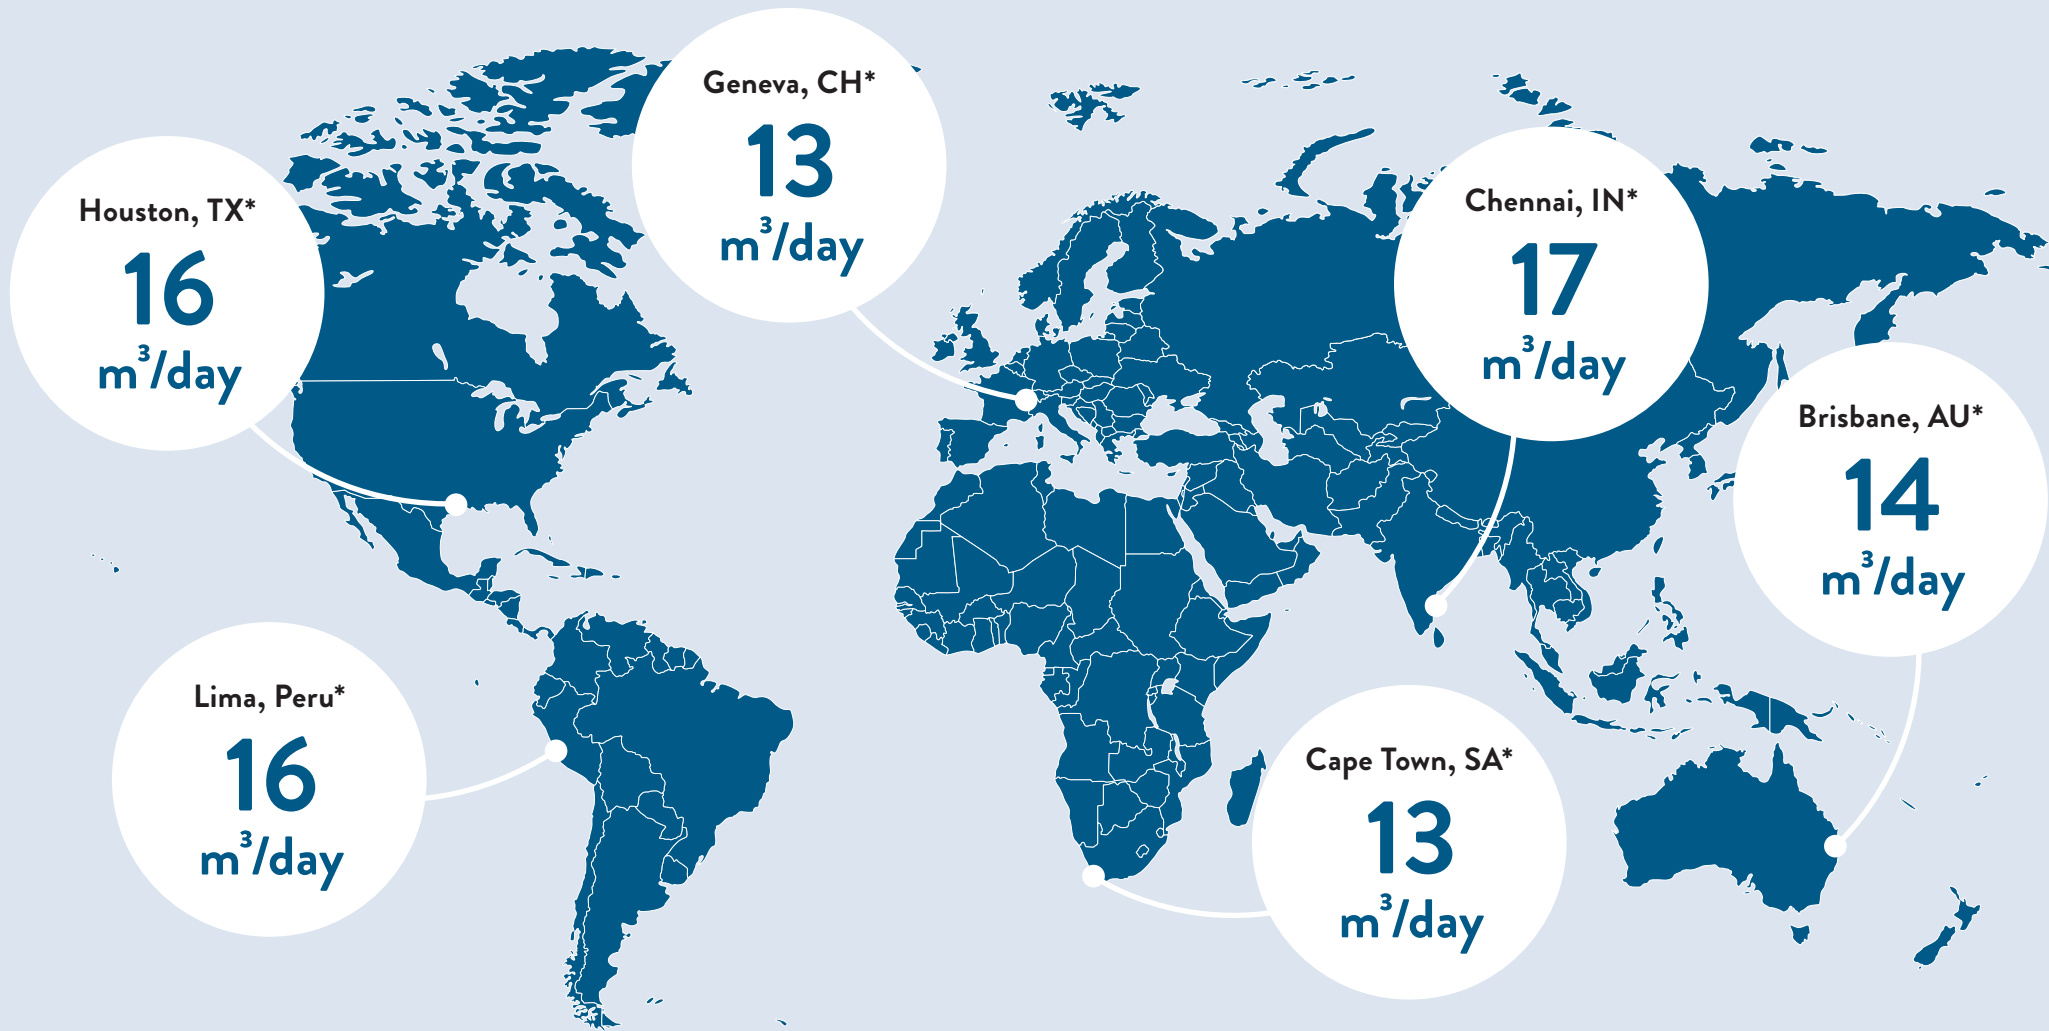 Geneva, CH*
13
m³/day
Houston, TX*
16
m³/day
Chennai, IN*
17
m³/day
Brisbane, AU*
14
m³/day
Lima, Peru*
16
m³/day
Cape Town, SA*
13
m³/day